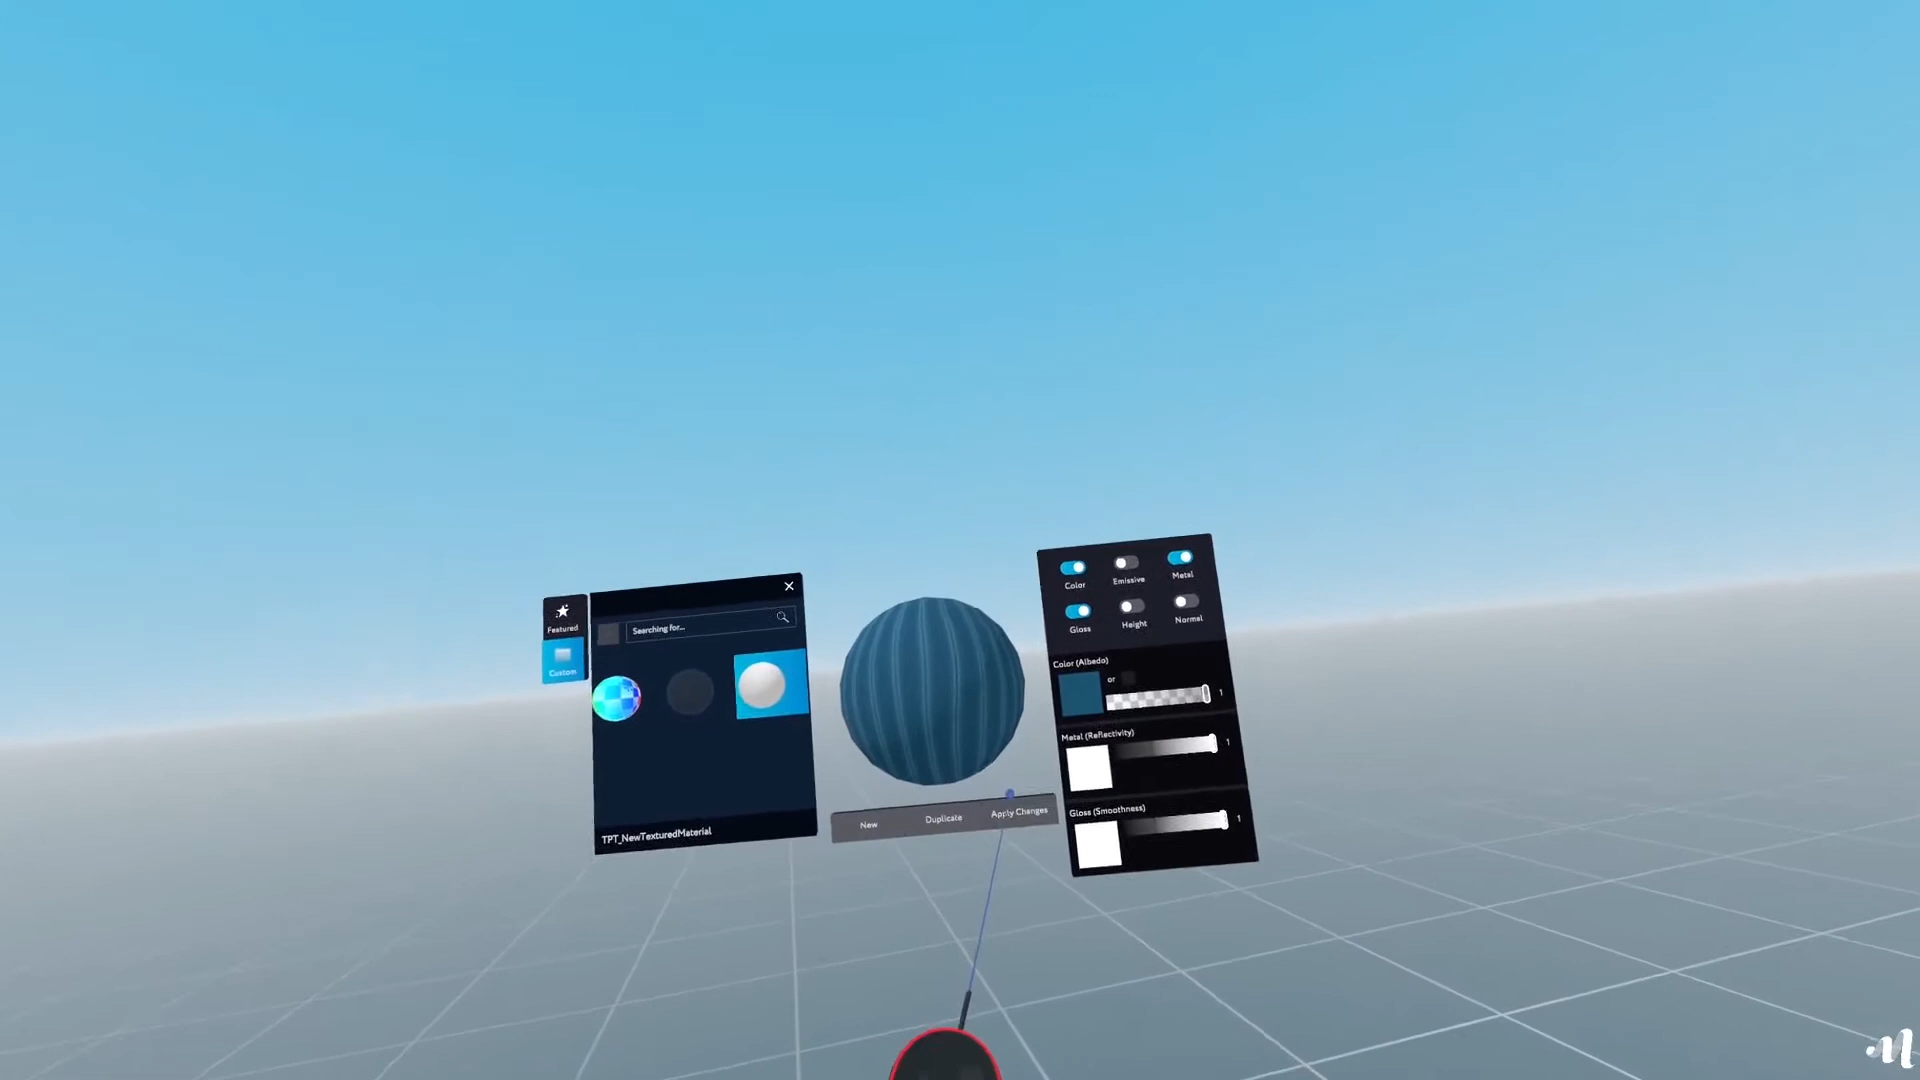 Featured
Custom
Searching for...
TPT_NewTexturedMaterial
New
Duplicate
Apply Changes
Color
Emissive
Metal
Gloss
Height
Normal
Color (Albedo)
or
1
Metal (Reflectivity)
1
Gloss (Smoothness)
1